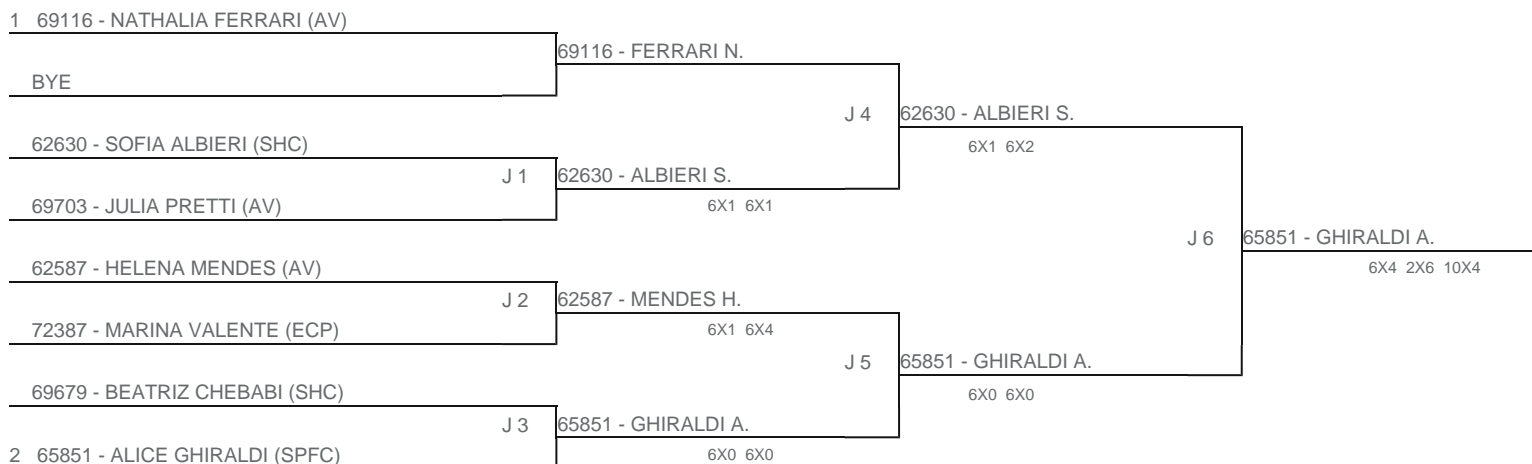 1 69116 - NATHALIA FERRARI (AV)
69116 - FERRARI N.
BYE
J 4
62630 - ALBIERI S.
62630 - SOFIA ALBIERI (SHC)
6X1 6X2
J 1
62630 - ALBIERI S.
69703 - JULIA PRETTI (AV)
6X1 6X1
J 6
65851 - GHIRALDI A.
62587 - HELENA MENDES (AV)
6X4 2X6 10X4
J 2
62587 - MENDES H.
72387 - MARINA VALENTE (ECP)
6X1 6X4
J 5
65851 - GHIRALDI A.
69679 - BEATRIZ CHEBABI (SHC)
6X0 6X0
J 3
65851 - GHIRALDI A.
2 65851 - ALICE GHIRALDI (SPFC)
6X0 6X0